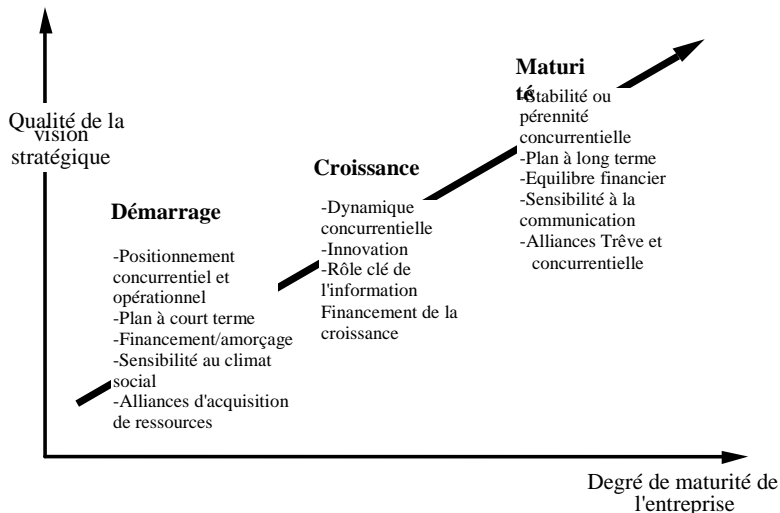 Qualité de la
vision
stratégique
Démarrage
-Positionnement
concurrentiel et
opérationnel
-Plan à court terme
-Financement/amorçage
-Sensibilité au climat
social
-Alliances d'acquisition
de ressources
Croissance
-Dynamique
concurrentielle
-Innovation
-Rôle clé de
l'information
Financement de la
croissance
Maturi
té
-Stabilité ou
pérennité
concurrentielle
-Plan à long terme
-Equilibre financier
-Sensibilité à la
communication
-Alliances Trêve et
concurrentielle
Degré de maturité de
l'entreprise